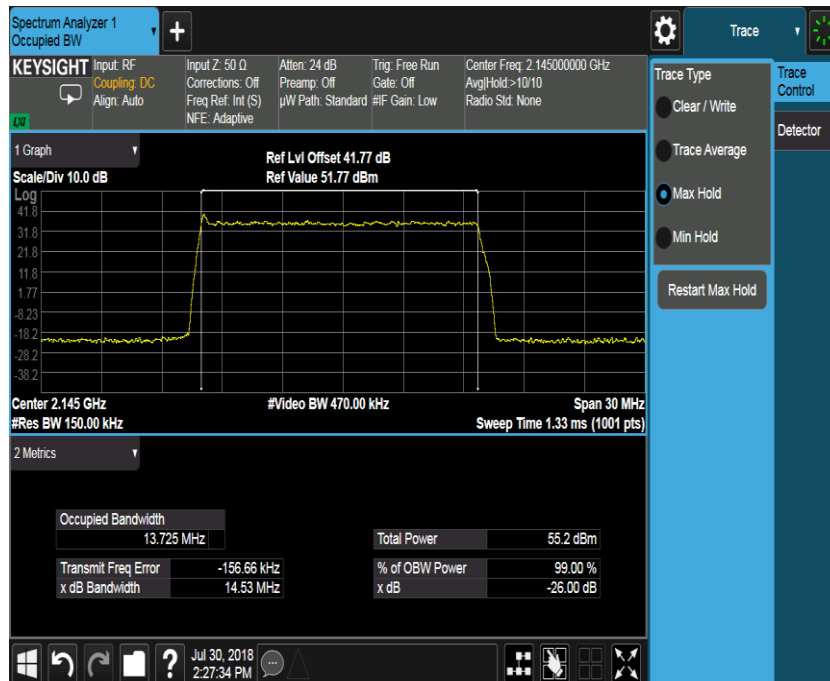 Spectrum Analyzer 1
Occupied BW
+
Trace
KEYSIGHT
LXI
Input: RF
Coupling: DC
Align: Auto
Input Z: 50 Ω
Corrections: Off
Freq Ref: Int (S)
NFE: Adaptive
Atten: 24 dB
Preamp: Off
µW Path: Standard
Trig: Free Run
Gate: Off
#IF Gain: Low
Center Freq: 2.145000000 GHz
Avg|Hold:>10/10
Radio Std: None
1 Graph
Scale/Div 10.0 dB
Ref Lvl Offset 41.77 dB
Ref Value 51.77 dBm
Log
41.8
31.8
21.8
11.8
1.77
-8.23
-18.2
-28.2
-38.2
Center 2.145 GHz
#Video BW 470.00 kHz
Span 30 MHz
#Res BW 150.00 kHz
Sweep Time 1.33 ms (1001 pts)
2 Metrics
Occupied Bandwidth
13.725 MHz
Total Power 55.2 dBm
Transmit Freq Error -156.66 kHz
% of OBW Power 99.00 %
x dB Bandwidth 14.53 MHz
x dB -26.00 dB
?
Jul 30, 2018
2:27:34 PM
Trace Type
Clear / Write
Trace Average
Max Hold
Min Hold
Restart Max Hold
Trace
Control
Detector